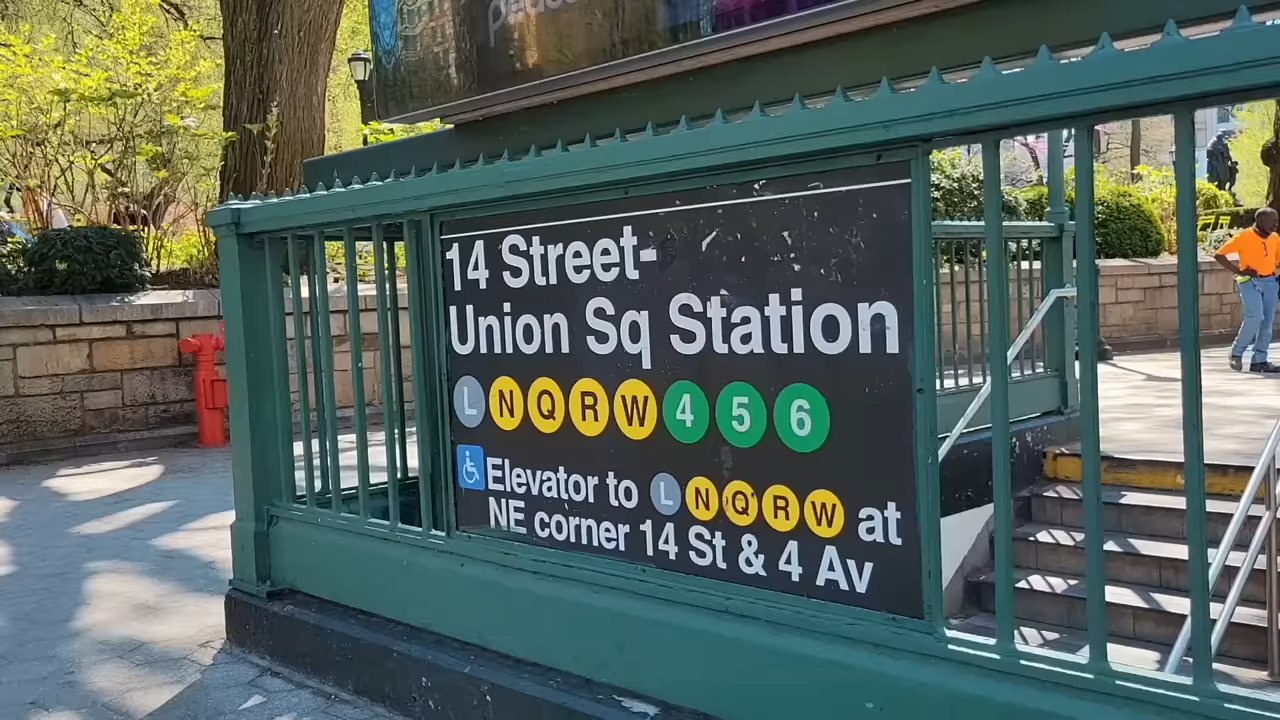 14 Street-
Union Sq Station
L N Q R W 4 5 6
Elevator to L N Q R W at
NE corner 14 St & 4 Av